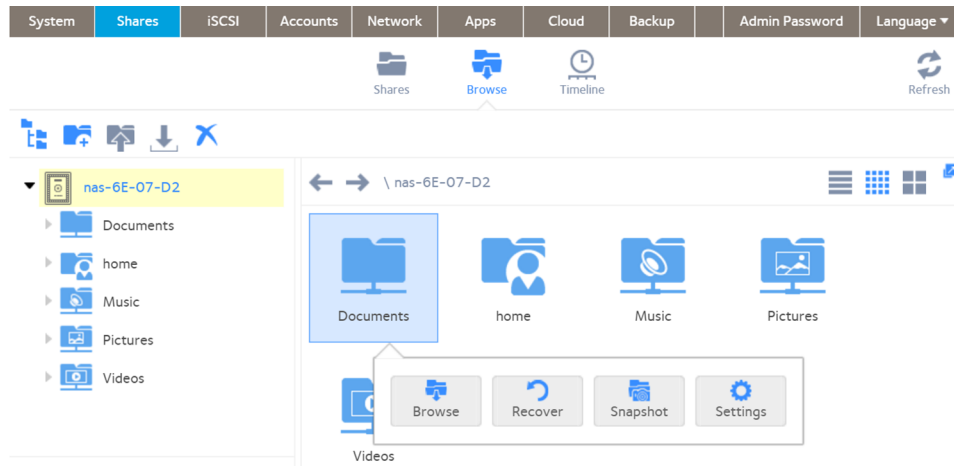 System Shares iSCSI Accounts Network Apps Cloud Backup Admin Password Language
Shares Browse Timeline Refresh
nas-6E-07-D2
\ nas-6E-07-D2
Documents
home
Music
Pictures
Videos
Documents home Music Pictures
Browse Recover Snapshot Settings
Videos